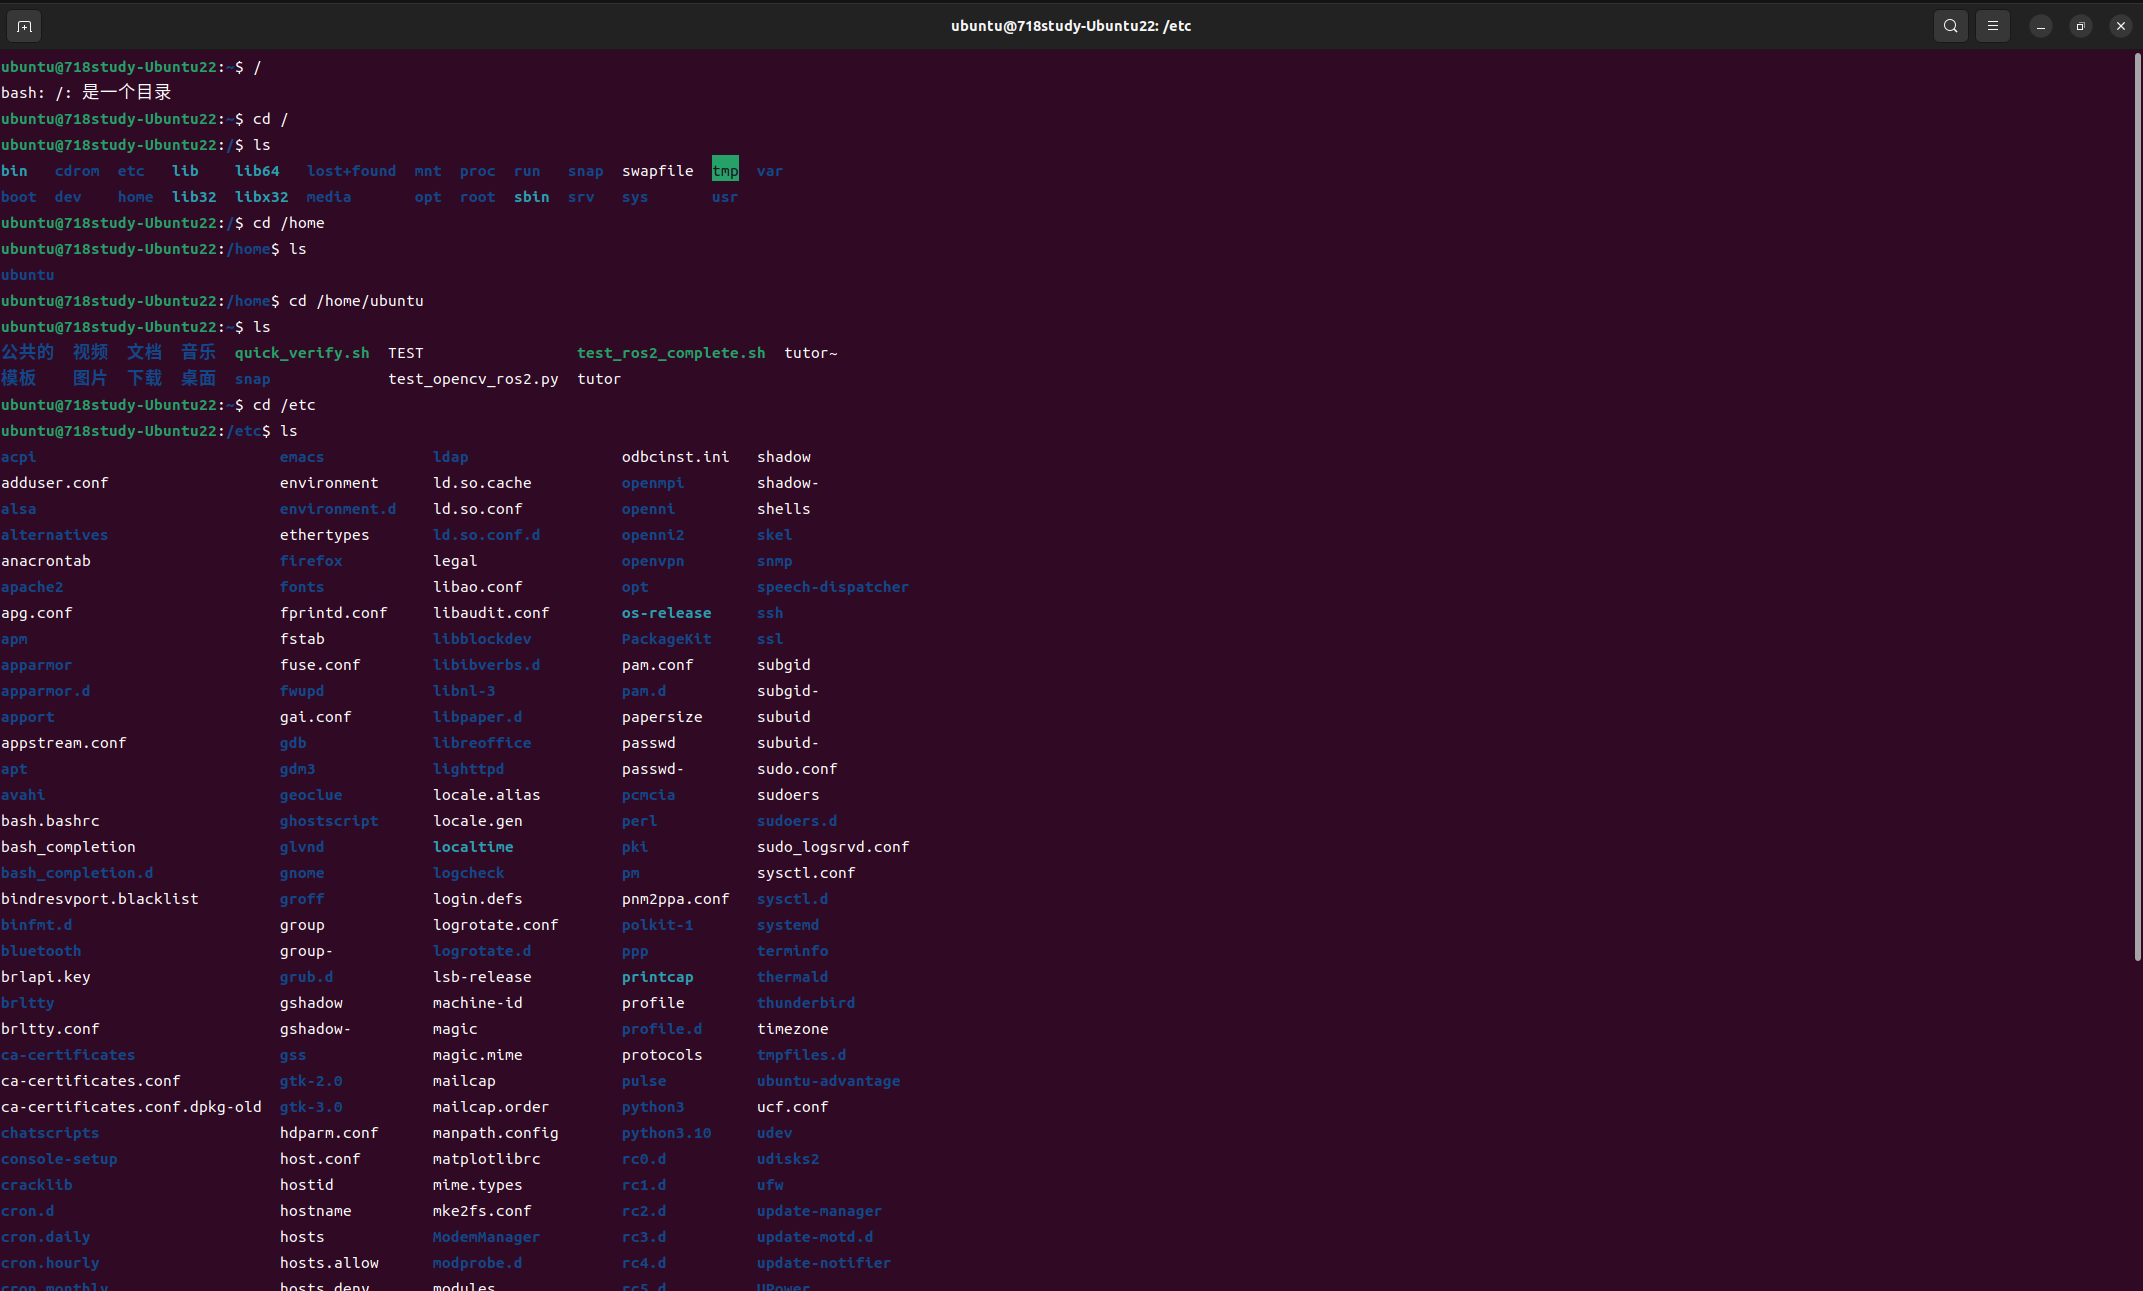 ubuntu@718study-Ubuntu22: /etc
ubuntu@718study-Ubuntu22:~$ /
bash: /: 是一个目录
ubuntu@718study-Ubuntu22:~$ cd /
ubuntu@718study-Ubuntu22:/$ ls
bin cdrom etc lib lib64 lost+found mnt proc run snap swapfile tmp var
boot dev home lib32 libx32 media opt root sbin srv sys usr
ubuntu@718study-Ubuntu22:/$ cd /home
ubuntu@718study-Ubuntu22:/home$ ls
ubuntu
ubuntu@718study-Ubuntu22:/home$ cd /home/ubuntu
ubuntu@718study-Ubuntu22:~$ ls
公共的 视频 文档 音乐 quick_verify.sh TEST test_ros2_complete.sh tutor~
模板 图片 下载 桌面 snap test_opencv_ros2.py tutor
ubuntu@718study-Ubuntu22:~$ cd /etc
ubuntu@718study-Ubuntu22:/etc$ ls
acpi emacs ldap odbcinst.ini shadow
adduser.conf environment ld.so.cache openmpi shadow-
alsa environment.d ld.so.conf openni shells
alternatives ethertypes ld.so.conf.d openni2 skel
anacrontab firefox legal openvpn snmp
apache2 fonts libao.conf opt speech-dispatcher
apg.conf fprintd.conf libaudit.conf os-release ssh
apm fstab libblockdev PackageKit ssl
apparmor fuse.conf libibverbs.d pam.conf subgid
apparmor.d fwupd libnl-3 pam.d subgid-
apport gai.conf libpaper.d papersize subuid
appstream.conf gdb libreoffice passwd subuid-
apt gdm3 lighttpd passwd- sudo.conf
avahi geoclue locale.alias pcmcia sudoers
bash.bashrc ghostscript locale.gen perl sudoers.d
bash_completion glvnd localtime pki sudo_logsrvd.conf
bash_completion.d gnome logcheck pm sysctl.conf
bindresvport.blacklist groff login.defs pnm2ppa.conf sysctl.d
binfmt.d group logrotate.conf polkit-1 systemd
bluetooth group- logrotate.d ppp terminfo
brlapi.key grub.d lsb-release printcap thermald
brltty gshadow machine-id profile thunderbird
brltty.conf gshadow- magic profile.d timezone
ca-certificates gss magic.mime protocols tmpfiles.d
ca-certificates.conf gtk-2.0 mailcap pulse ubuntu-advantage
ca-certificates.conf.dpkg-old gtk-3.0 mailcap.order python3 ucf.conf
chatscripts hdparm.conf manpath.config python3.10 udev
console-setup host.conf matplotlibrc rc0.d udisks2
cracklib hostid mime.types rc1.d ufw
cron.d hostname mke2fs.conf rc2.d update-manager
cron.daily hosts ModemManager rc3.d update-motd.d
cron.hourly hosts.allow modprobe.d rc4.d update-notifier
cron.monthly hosts.deny modules rc5.d UPower